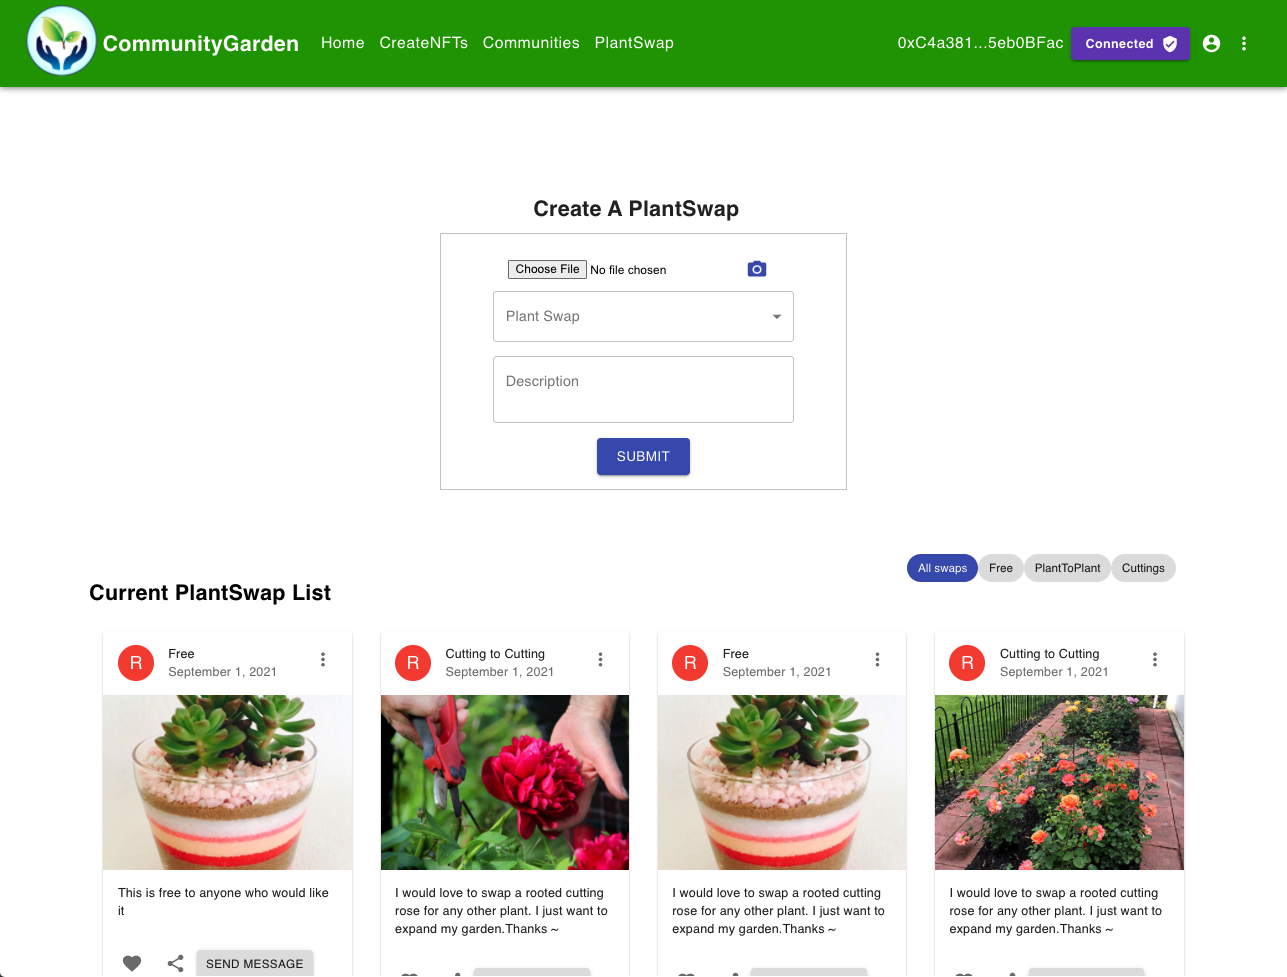 CommunityGarden Home CreateNFTs Communities PlantSwap 0xC4a381...5eb0BFac Connected
Create A PlantSwap
Choose File No file chosen
Plant Swap
Description
SUBMIT
All swaps Free PlantToPlant Cuttings
Current PlantSwap List
R Free
September 1, 2021
This is free to anyone who would like
it
SEND MESSAGE
R Cutting to Cutting
September 1, 2021
I would love to swap a rooted cutting
rose for any other plant. I just want to
expand my garden.Thanks ~
R Free
September 1, 2021
I would love to swap a rooted cutting
rose for any other plant. I just want to
expand my garden.Thanks ~
R Cutting to Cutting
September 1, 2021
I would love to swap a rooted cutting
rose for any other plant. I just want to
expand my garden.Thanks ~